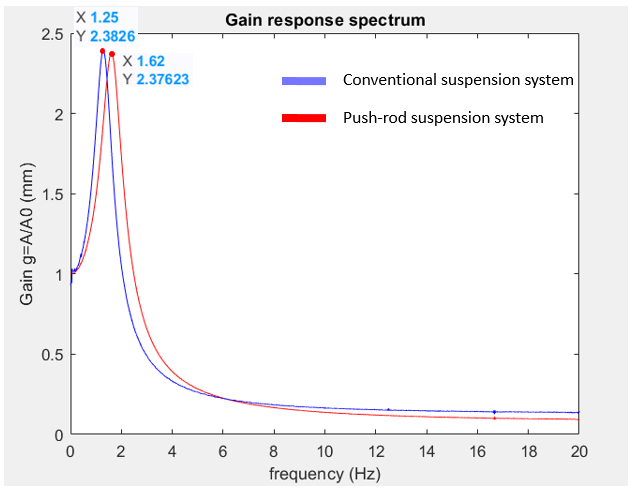 Gain response spectrum
X 1.25
Y 2.3826
X 1.62
Y 2.37623
Conventional suspension system
Push-rod suspension system
2.5
2
1.5
1
0.5
0
Gain g=A/A0 (mm)
0 2 4 6 8 10 12 14 16 18 20
frequency (Hz)